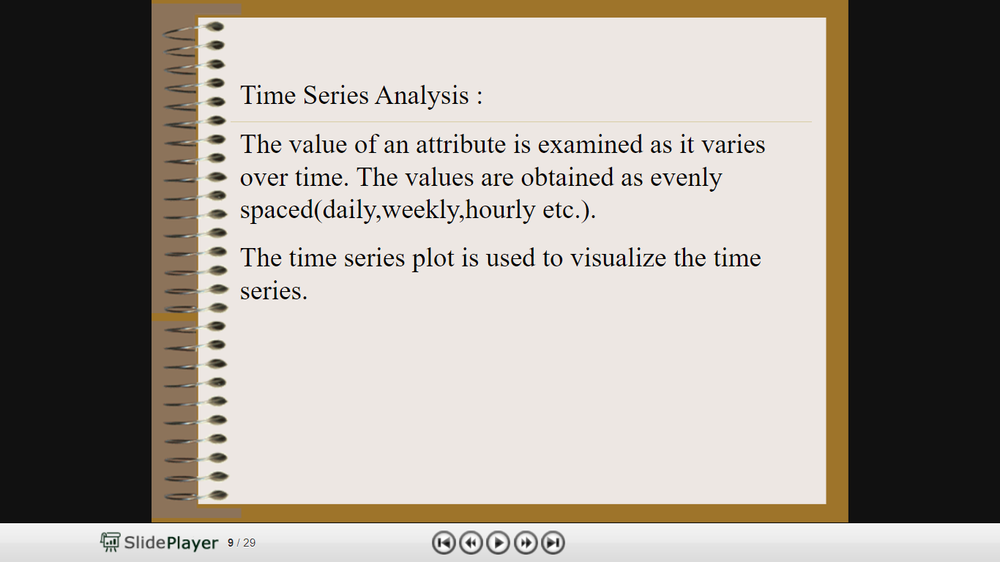 Time Series Analysis :
The value of an attribute is examined as it varies
over time. The values are obtained as evenly
spaced(daily,weekly,hourly etc.).
The time series plot is used to visualize the time
series.
SlidePlayer 9 / 29